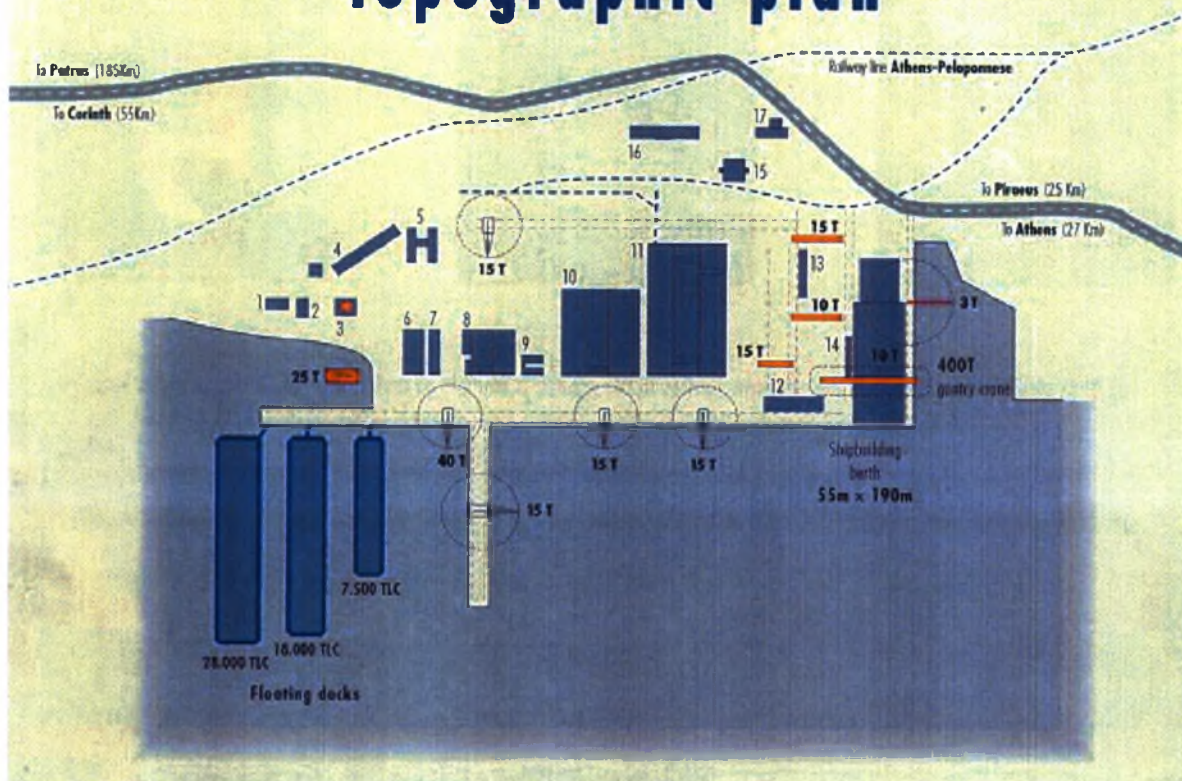 Topographic plan
To Patras (185Km)
To Corinth (55Km)
Railway line Athens-Peloponnese
17
16
15
To Piraeus (25 Km)
To Athens (27 Km)
5
4
15 T
15 T
11
13
10
1
2
3
10 T
3 T
6
7
8
9
15 T
14
10 T
400T
gantry crane
25 T
12
40 T
15 T
15 T
Shipbuilding
berth
55m x 190m
15 T
7.500 TLC
28.000 TLC
18.000 TLC
Floating docks